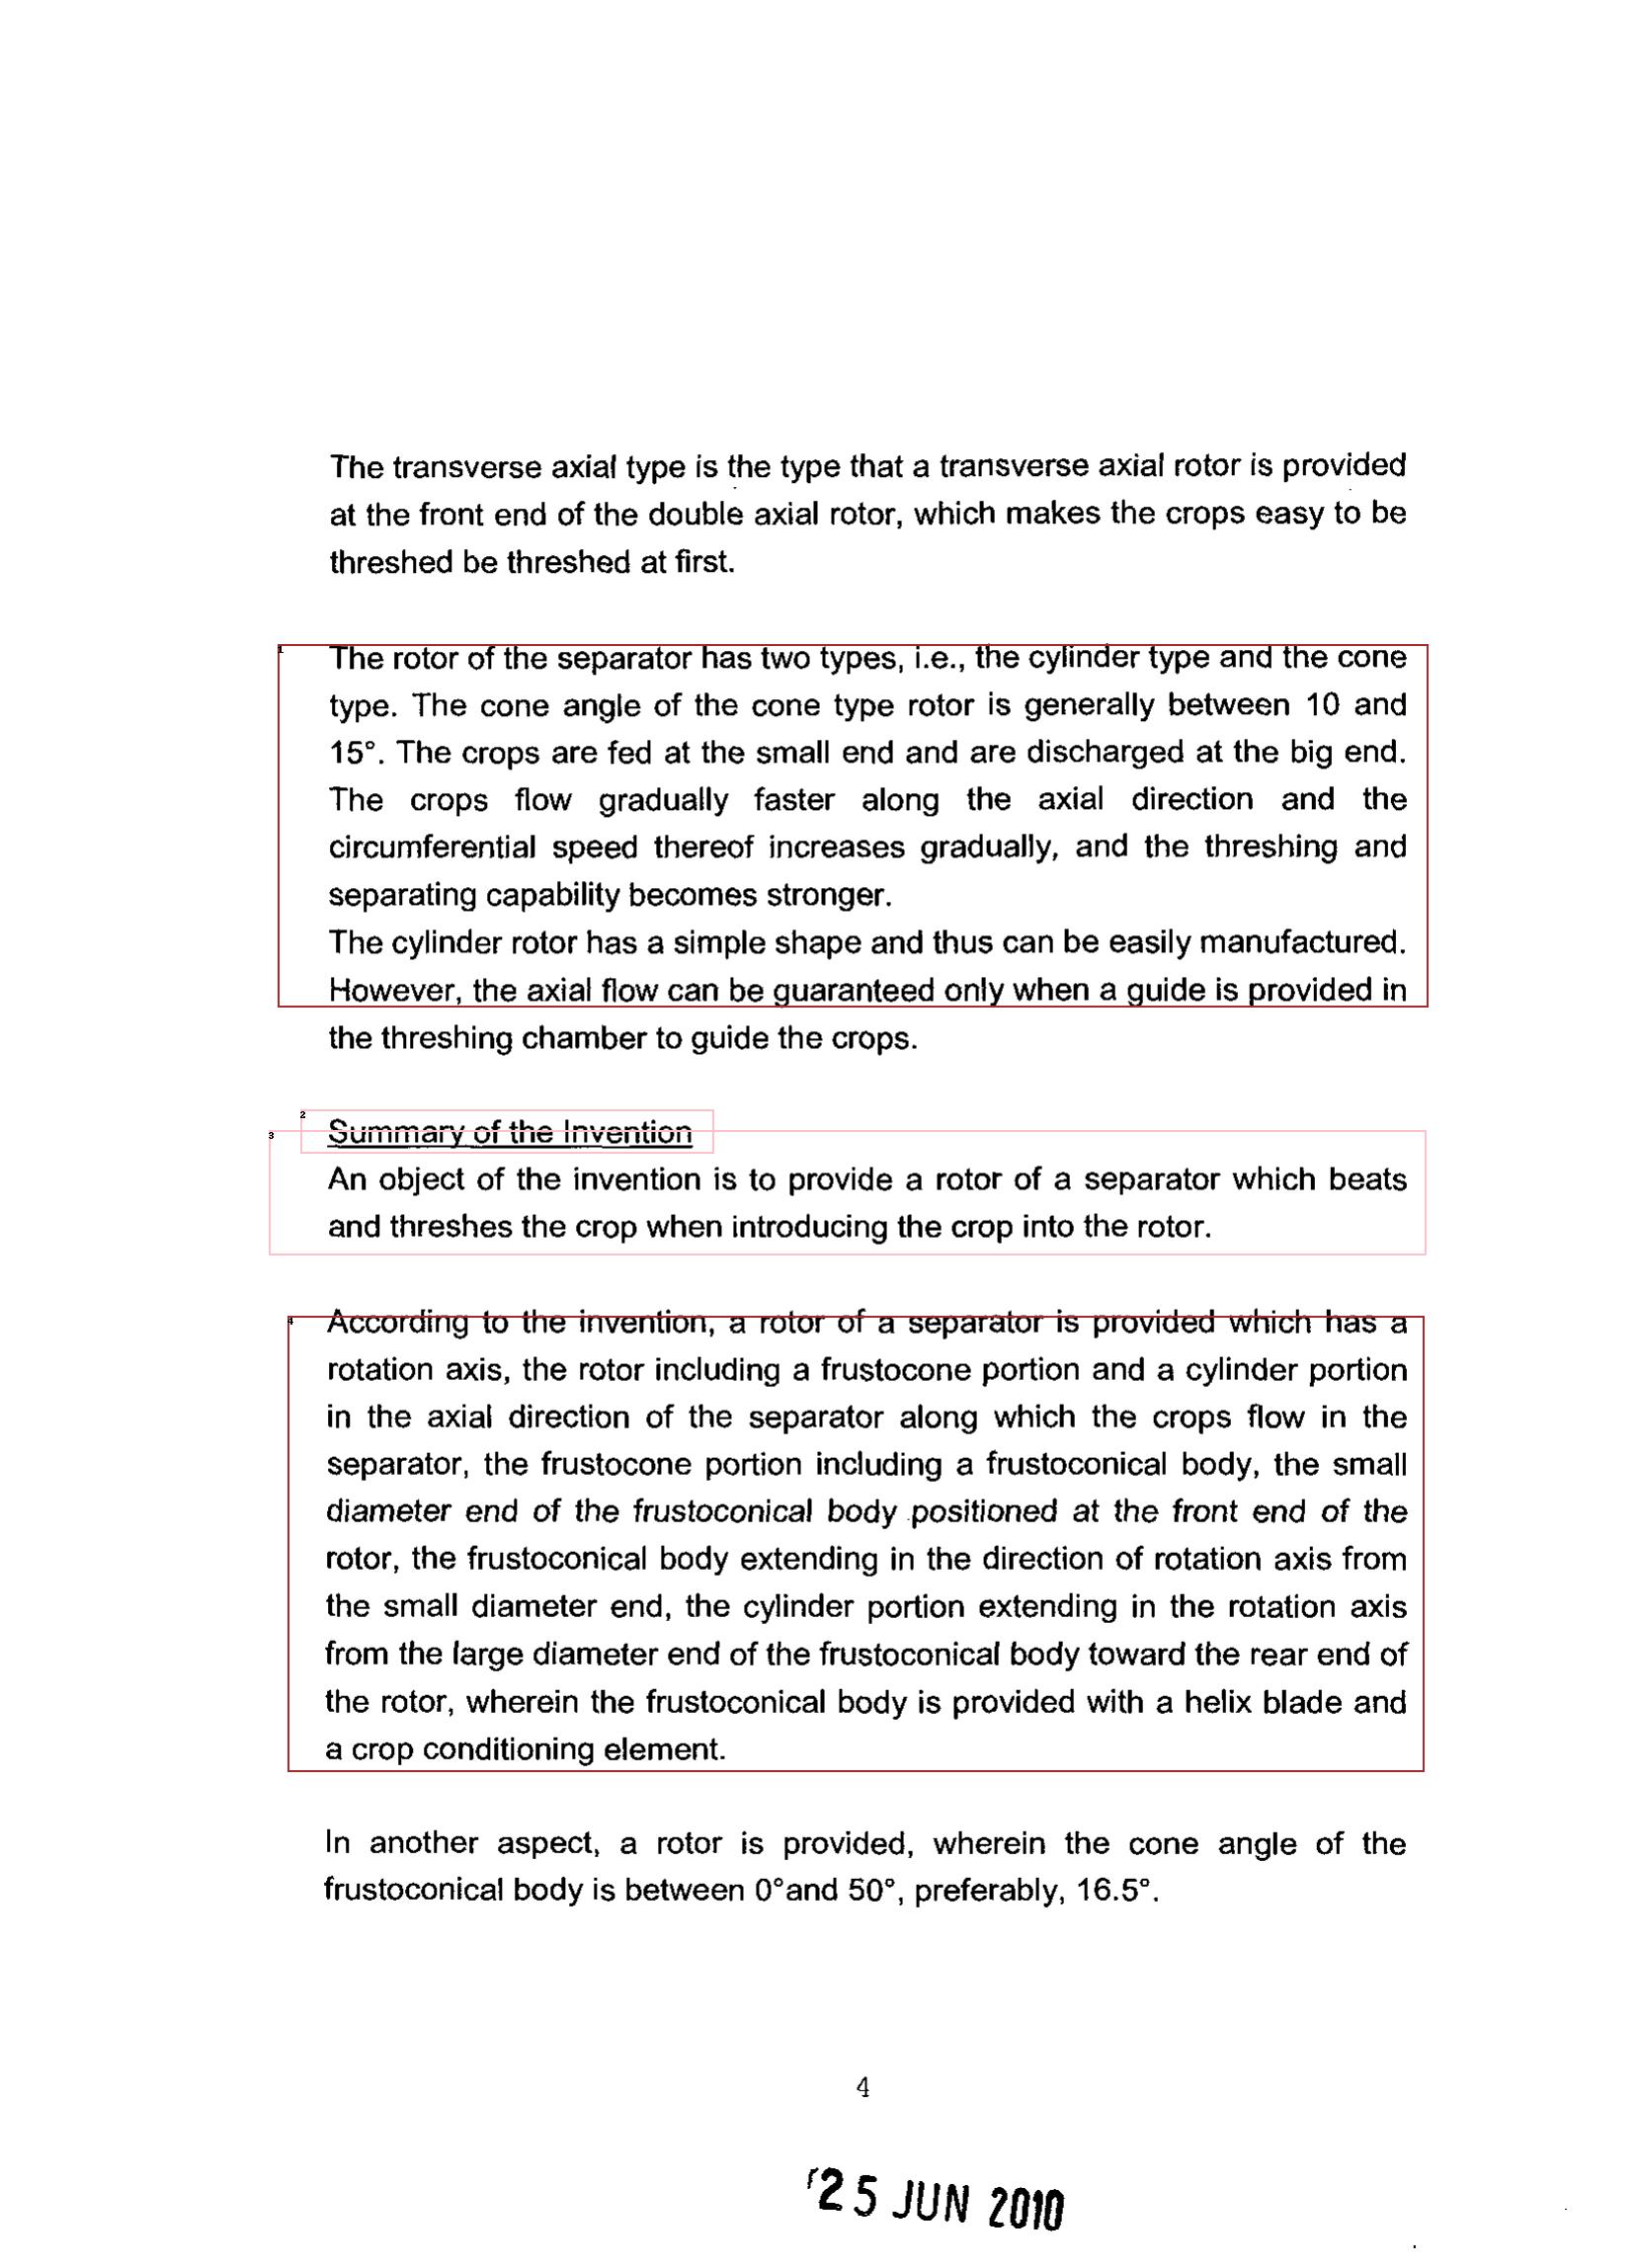 The transverse axial type is the type that a transverse axial rotor is provided
at the front end of the double axial rotor, which makes the crops easy to be
threshed be threshed at first.
1
The rotor of the separator has two types, i.e., the cylinder type and the cone
type. The cone angle of the cone type rotor is generally between 10 and
15°. The crops are fed at the small end and are discharged at the big end.
The crops flow gradually faster along the axial direction and the
circumferential speed thereof increases gradually, and the threshing and
separating capability becomes stronger.
The cylinder rotor has a simple shape and thus can be easily manufactured.
However, the axial flow can be guaranteed only when a guide is provided in
the threshing chamber to guide the crops.
2
Summary of the Invention
3
An object of the invention is to provide a rotor of a separator which beats
and threshes the crop when introducing the crop into the rotor.
4
According to the invention, a rotor of a separator is provided which has a
rotation axis, the rotor including a frustocone portion and a cylinder portion
in the axial direction of the separator along which the crops flow in the
separator, the frustocone portion including a frustoconical body, the small
diameter end of the frustoconical body positioned at the front end of the
rotor, the frustoconical body extending in the direction of rotation axis from
the small diameter end, the cylinder portion extending in the rotation axis
from the large diameter end of the frustoconical body toward the rear end of
the rotor, wherein the frustoconical body is provided with a helix blade and
a crop conditioning element.
In another aspect, a rotor is provided, wherein the cone angle of the
frustoconical body is between 0°and 50°, preferably, 16.5°.
4
25 JUN 2010